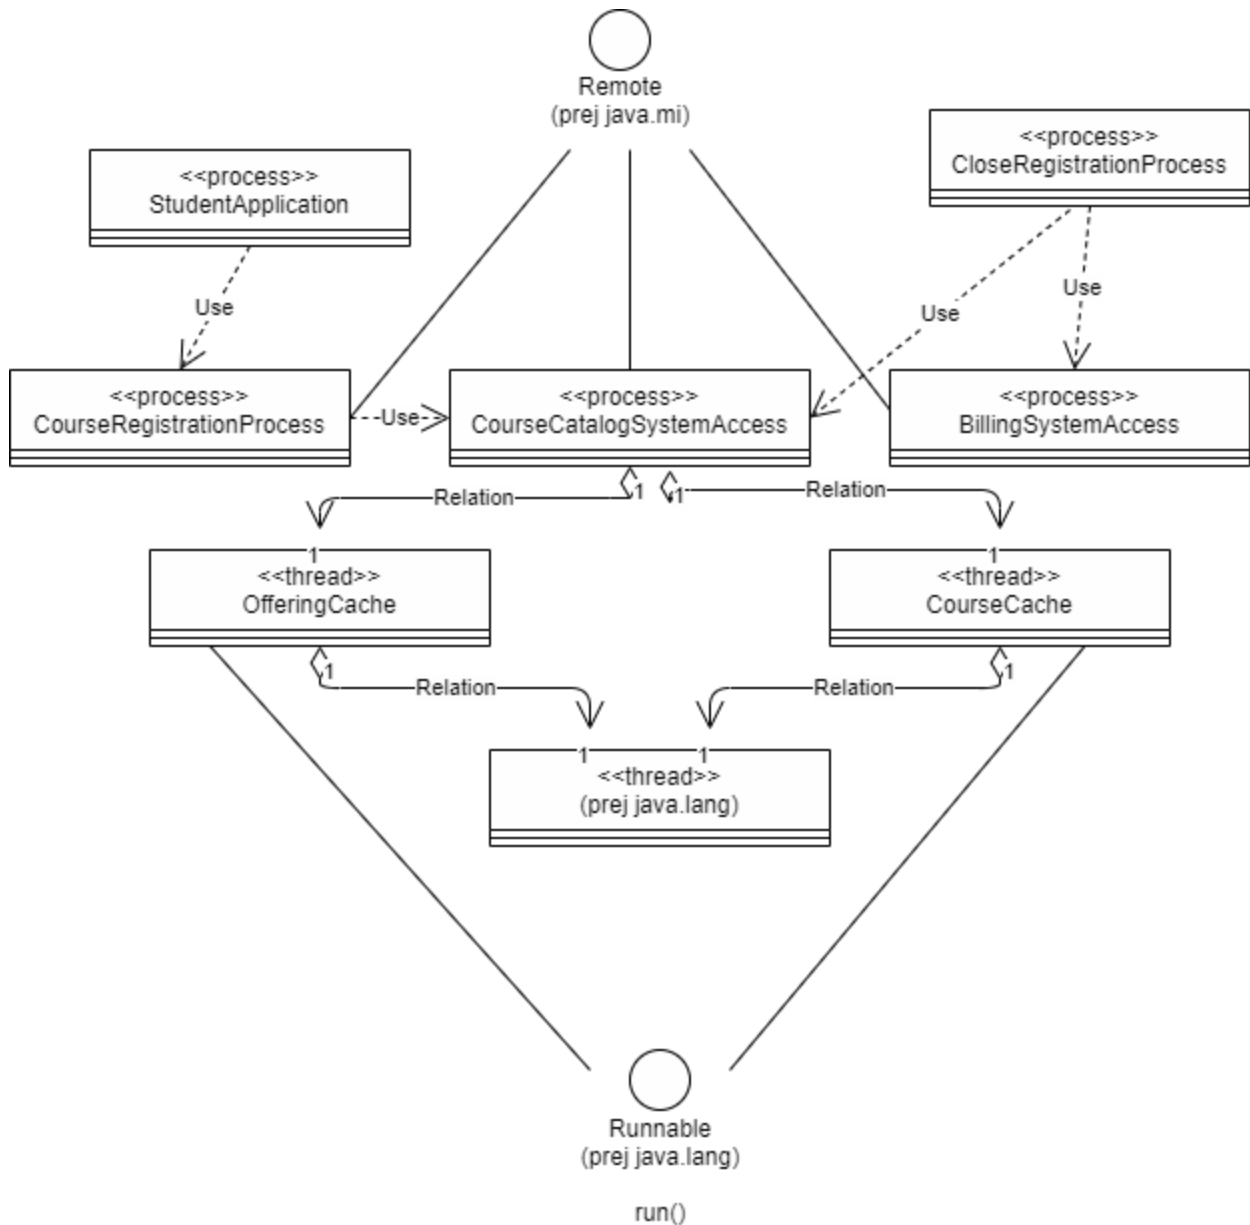 Remote
(prej java.mi)
<<process>>
CloseRegistrationProcess
<<process>>
StudentApplication
Use
Use
Use
<<process>>
CourseRegistrationProcess
Use
<<process>>
CourseCatalogSystemAccess
<<process>>
BillingSystemAccess
1
Relation
1
Relation
1
<<thread>>
OfferingCache
1
<<thread>>
CourseCache
1
Relation
1
Relation
1
1
<<thread>>
(prej java.lang)
Runnable
(prej java.lang)
run()